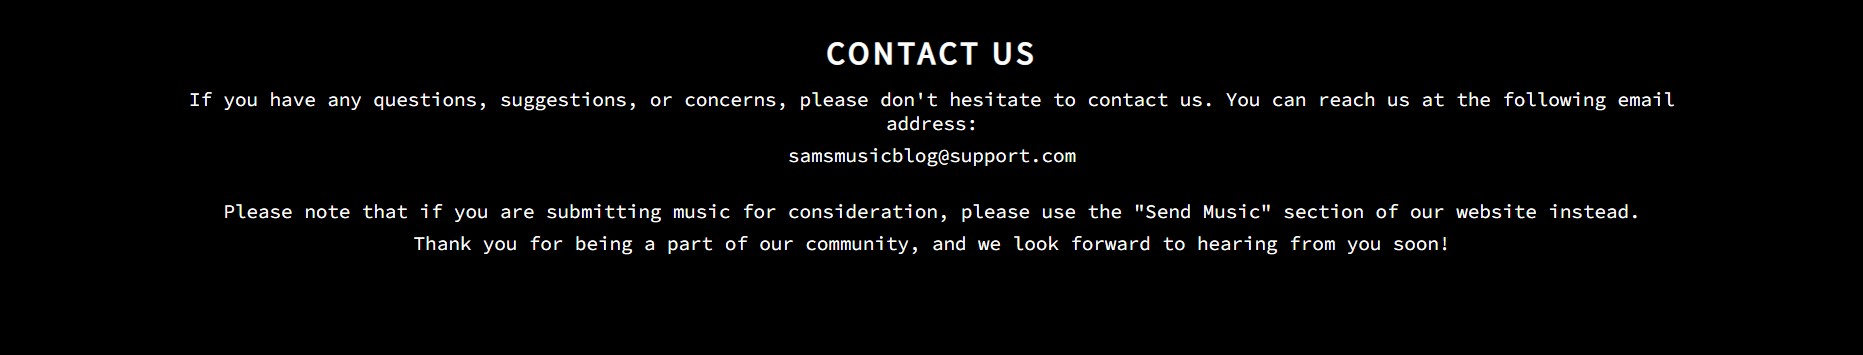 CONTACT US
If you have any questions, suggestions, or concerns, please don't hesitate to contact us. You can reach us at the following email
address:
samsmusicblog@support.com
Please note that if you are submitting music for consideration, please use the "Send Music" section of our website instead.
Thank you for being a part of our community, and we look forward to hearing from you soon!